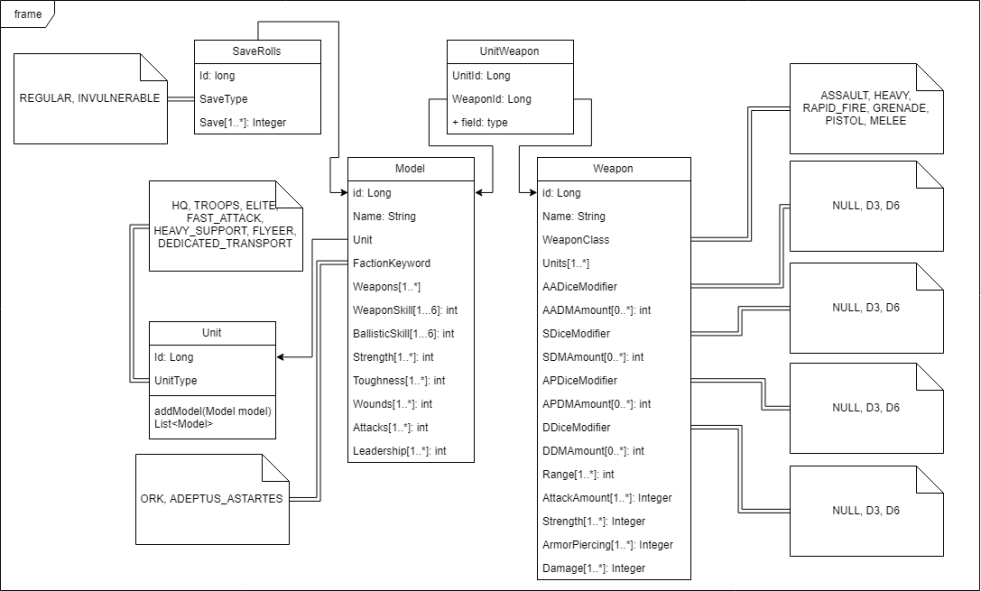 frame
SaveRolls
Id: long
SaveType
Save[1..*]: Integer
REGULAR, INVULNERABLE
UnitWeapon
UnitId: Long
WeaponId: Long
+ field: type
ASSAULT, HEAVY,
RAPID_FIRE, GRENADE,
PISTOL, MELEE
Model
id: Long
Name: String
Unit
FactionKeyword
Weapons[1..*]
WeaponSkill[1...6]: int
BallisticSkill[1...6]: int
Strength[1..*]: int
Toughness[1..*]: int
Wounds[1..*]: int
Attacks[1..*]: int
Leadership[1..*]: int
Weapon
id: Long
Name: String
WeaponClass
Units[1..*]
AADiceModifier
AADMAmount[0..*]: int
SDiceModifier
SDMAmount[0..*]: int
APDiceModifier
APDMAmount[0..*]: int
DDiceModifier
DDMAmount[0..*]: int
Range[1..*]: int
AttackAmount[1..*]: Integer
Strength[1..*]: Integer
ArmorPiercing[1..*]: Integer
Damage[1..*]: Integer
HQ, TROOPS, ELITE,
FAST_ATTACK,
HEAVY_SUPPORT, FLYEER,
DEDICATED_TRANSPORT
Unit
Id: Long
UnitType
addModel(Model model)
List<Model>
ORK, ADEPTUS_ASTARTES
NULL, D3, D6
NULL, D3, D6
NULL, D3, D6
NULL, D3, D6